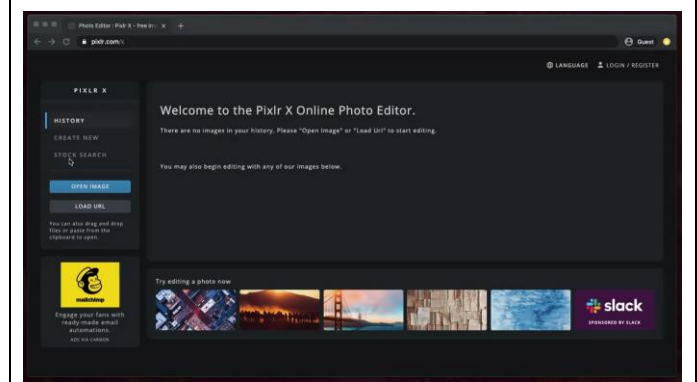 Photo Editor : Pixlr X - free in
pixlr.com/x
Guest
LANGUAGE
LOGIN / REGISTER
PIXLR X
HISTORY
CREATE NEW
STOCK SEARCH
OPEN IMAGE
LOAD URL
You can also drag and drop
files or paste from the
clipboard to open.
Welcome to the Pixlr X Online Photo Editor.
There are no images in your history. Please "Open Image" or "Load Url" to start editing.
You may also begin editing with any of our images below.
mailchimp
Engage your fans with
ready-made email
automations.
ADS VIA CARBON
Try editing a photo now
slack
SPONSORED BY SLACK